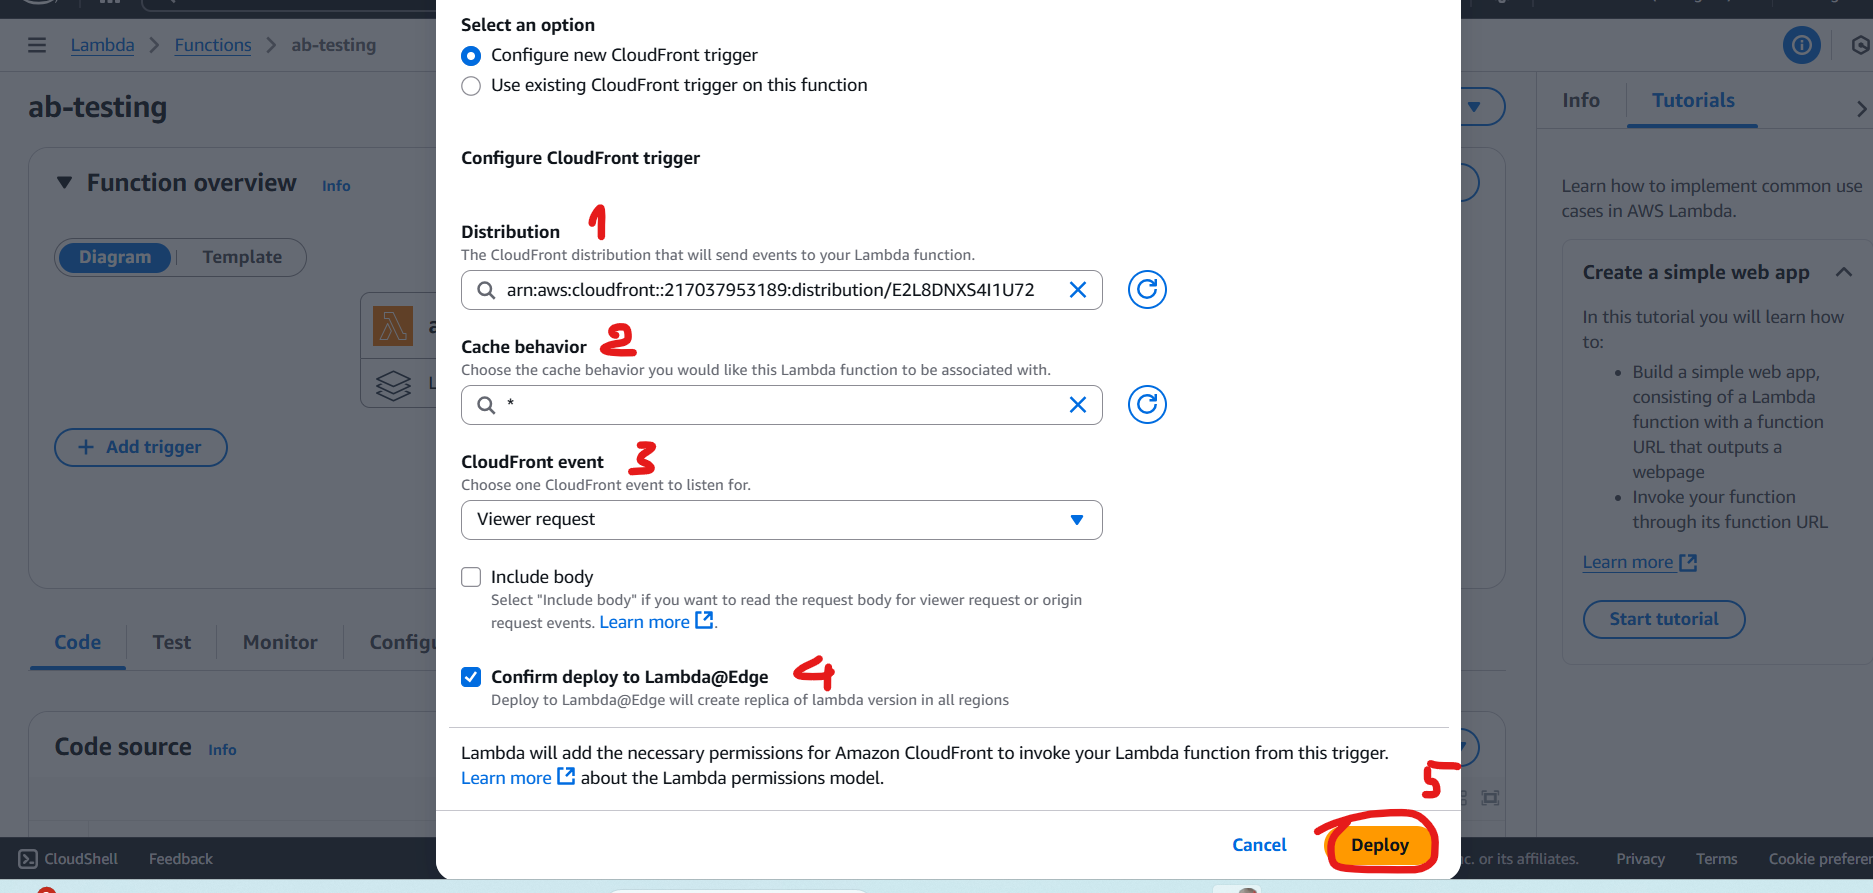 Lambda > Functions > ab-testing
ab-testing
Function overview Info
Diagram Template
+ Add trigger
Code Test Monitor
Code source Info
Select an option
Configure new CloudFront trigger
Use existing CloudFront trigger on this function
Configure CloudFront trigger
Distribution 1
The CloudFront distribution that will send events to your Lambda function.
arn:aws:cloudfront::217037953189:distribution/E2L8DNXS4I1U72
Cache behavior 2
Choose the cache behavior you would like this Lambda function to be associated with.
*
CloudFront event 3
Choose one CloudFront event to listen for.
Viewer request
Include body
Select "Include body" if you want to read the request body for viewer request or origin
request events. Learn more.
Confirm deploy to Lambda@Edge 4
Deploy to Lambda@Edge will create replica of lambda version in all regions
Lambda will add the necessary permissions for Amazon CloudFront to invoke your Lambda function from this trigger.
Learn more about the Lambda permissions model.
5
Cancel Deploy
Info Tutorials
Learn how to implement common use
cases in AWS Lambda.
Create a simple web app
In this tutorial you will learn how
to:
• Build a simple web app,
consisting of a Lambda
function with a function
URL that outputs a
webpage
• Invoke your function
through its function URL
Learn more
Start tutorial
CloudShell Feedback
or its affiliates. Privacy Terms Cookie